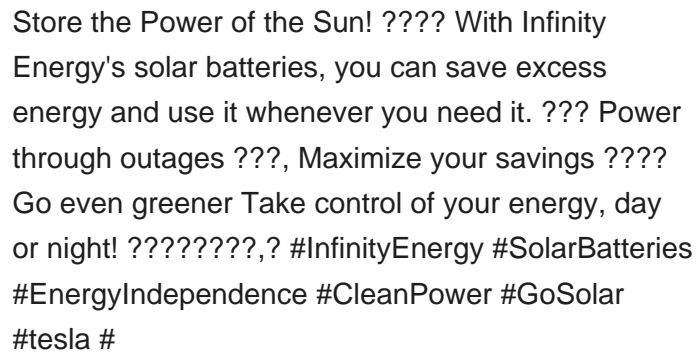 Store the Power of the Sun! ???? With Infinity
Energy's solar batteries, you can save excess
energy and use it whenever you need it. ??? Power
through outages ???, Maximize your savings ????
Go even greener Take control of your energy, day
or night! ????????,? #InfinityEnergy #SolarBatteries
#EnergyIndependence #CleanPower #GoSolar
#tesla #